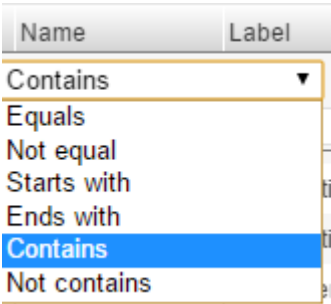 Name Label
Contains
Equals
Not equal
Starts with
Ends with
Contains
Not contains